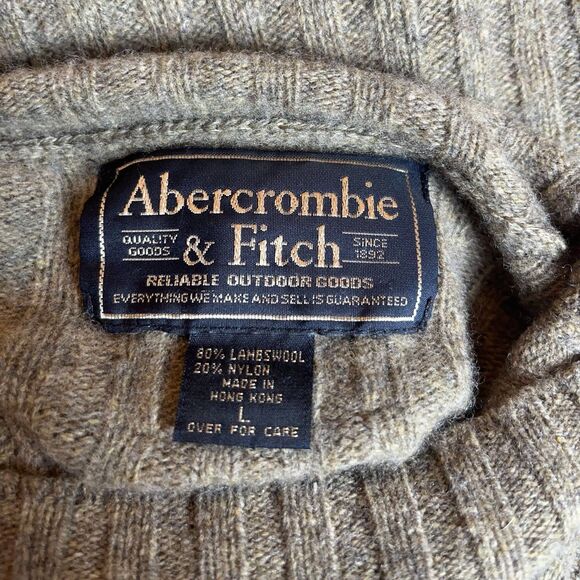 Abercrombie
QUALITY GOODS & Fitch SINCE 1892
RELIABLE OUTDOOR GOODS
EVERYTHING WE MAKE AND SELL IS GUARANTEED
80% LAMBSWOOL
20% NYLON
MADE IN
HONG KONG
L
OVER FOR CARE